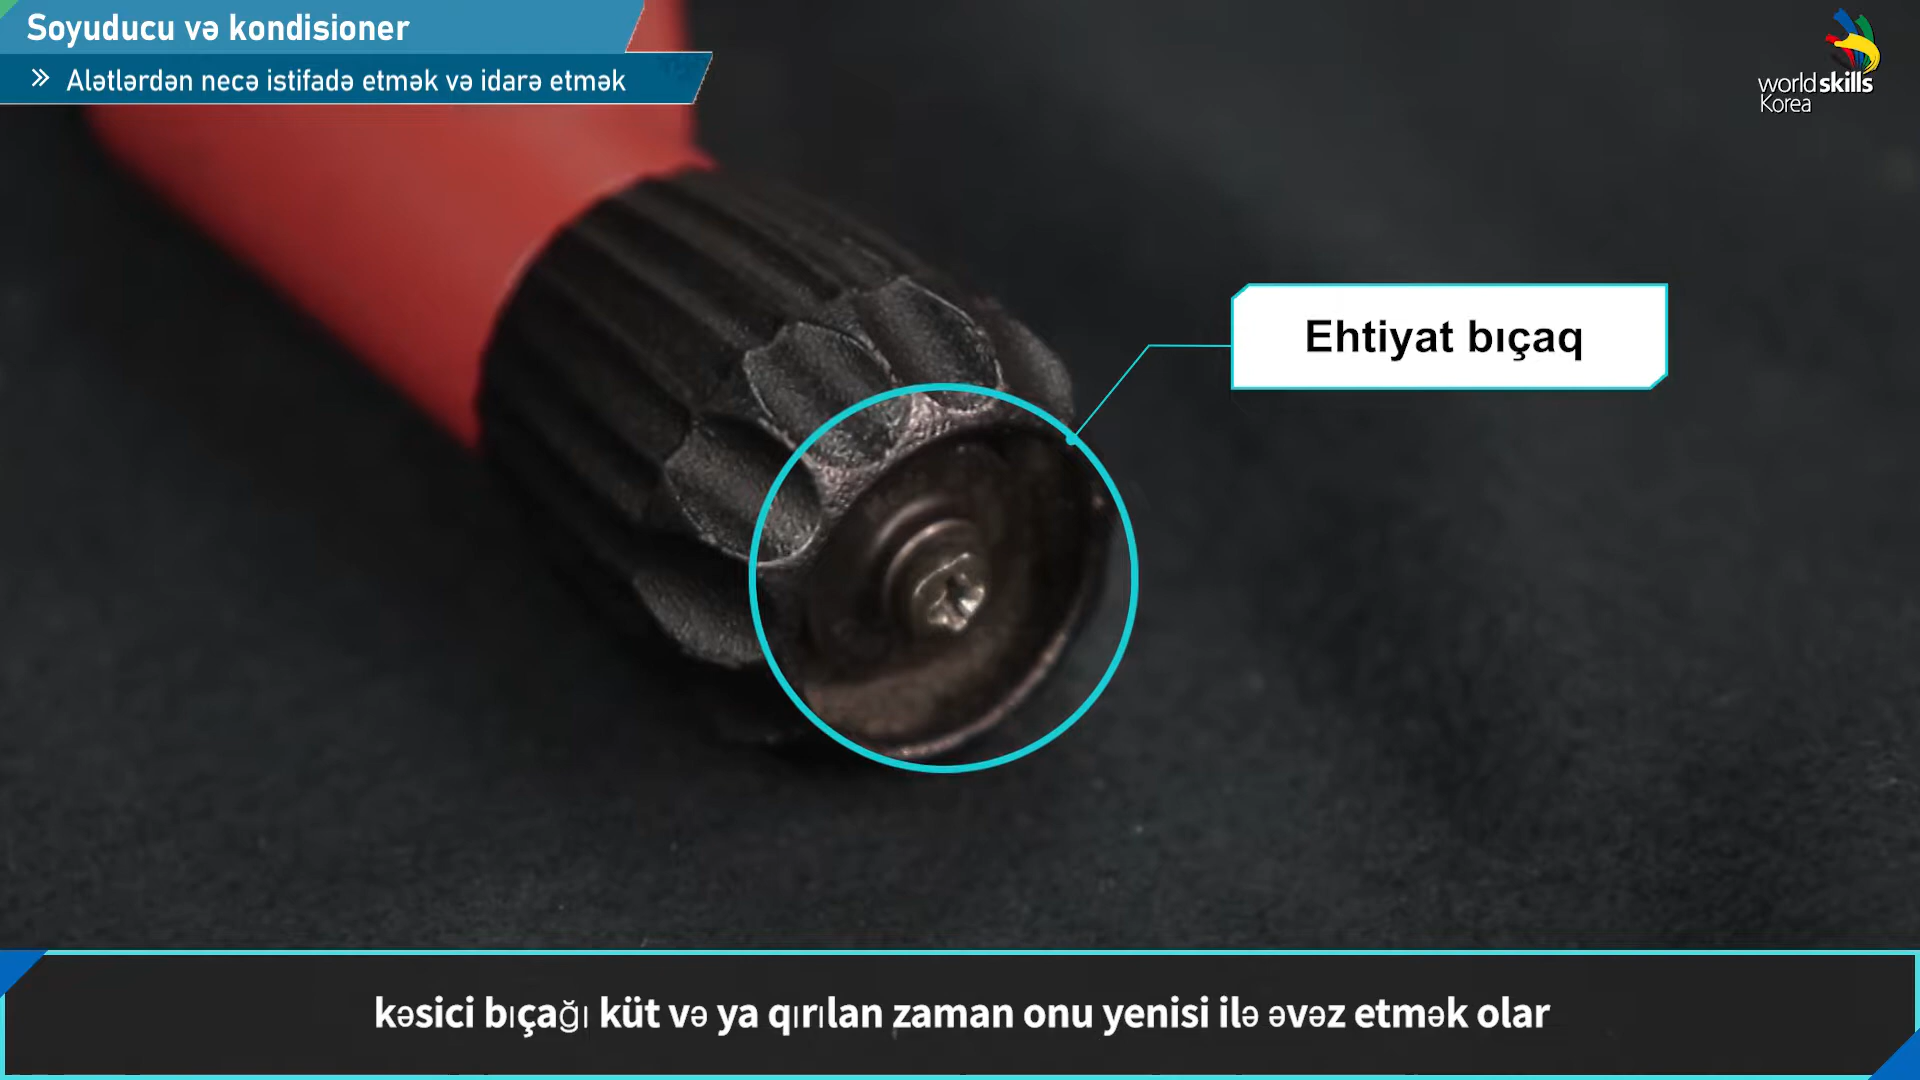 Soyuducu və kondisioner
» Alətlərdən necə istifadə etmək və idarə etmək
worldskills
Korea
Ehtiyat bıçaq
kəsici bıçağı küt və ya qırılan zaman onu yenisi ilə əvəz etmək olar